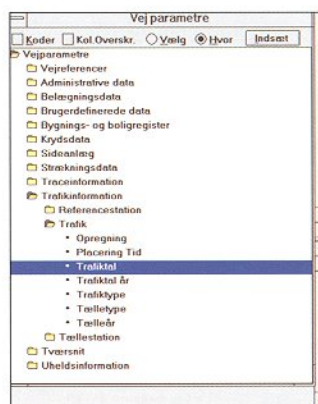 Vej parametre
Koder Kol.Overskr. Vælg Hvor Indsæt
Vejparametre
Vejreferencer
Administrative data
Belægningsdata
Brugerdefinerede data
Bygnings- og boligregister
Krydsdata
Sideanlæg
Strækningsdata
Traceinformation
Trafikinformation
Referencestation
Trafik
Opregning
Placering Tid
Trafiktal
Trafiktal år
Trafiktype
Tælletype
Tælleår
Tællestation
Tværsnit
Uheldsinformation